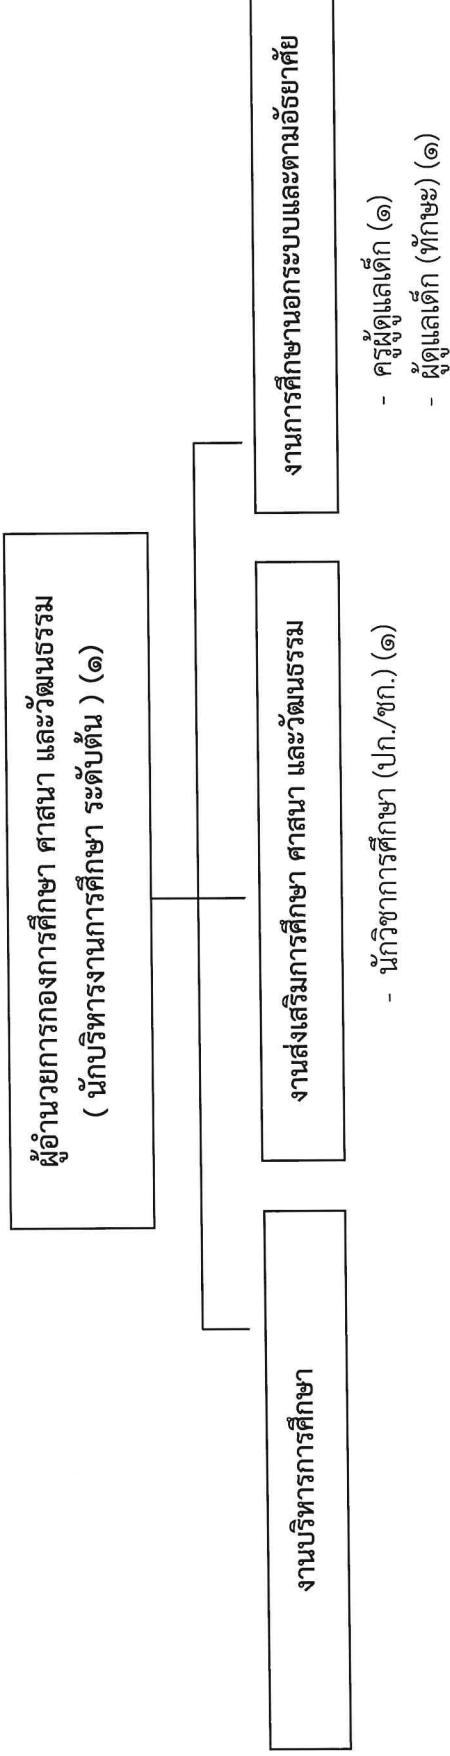 ผู้อำนวยการกองการศึกษา ศาสนา และวัฒนธรรม
( นักบริหารงานการศึกษา ระดับต้น ) (๑)
งานบริหารการศึกษา
งานส่งเสริมการศึกษา ศาสนา และวัฒนธรรม
- นักวิชาการศึกษา (ปก./ชก.) (๑)
งานการศึกษานอกระบบและตามอัธยาศัย
- ครูผู้ดูแลเด็ก (๑)
- ผู้ดูแลเด็ก (ทักษะ) (๑)